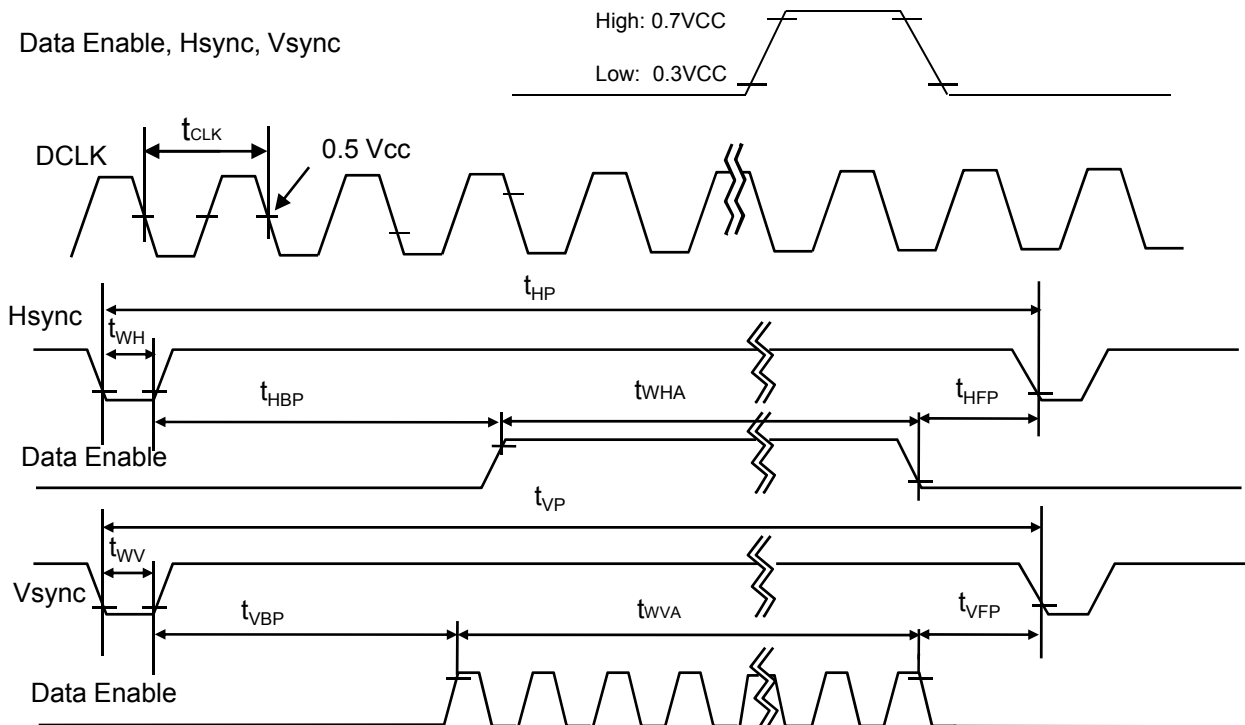 High: 0.7VCC
Data Enable, Hsync, Vsync
Low: 0.3VCC
tCLK
DCLK
0.5 Vcc
tHP
Hsync
tWH
tHBP
tWHA
tHFP
Data Enable
tVP
tWV
Vsync
tVBP
tWVA
tVFP
Data Enable